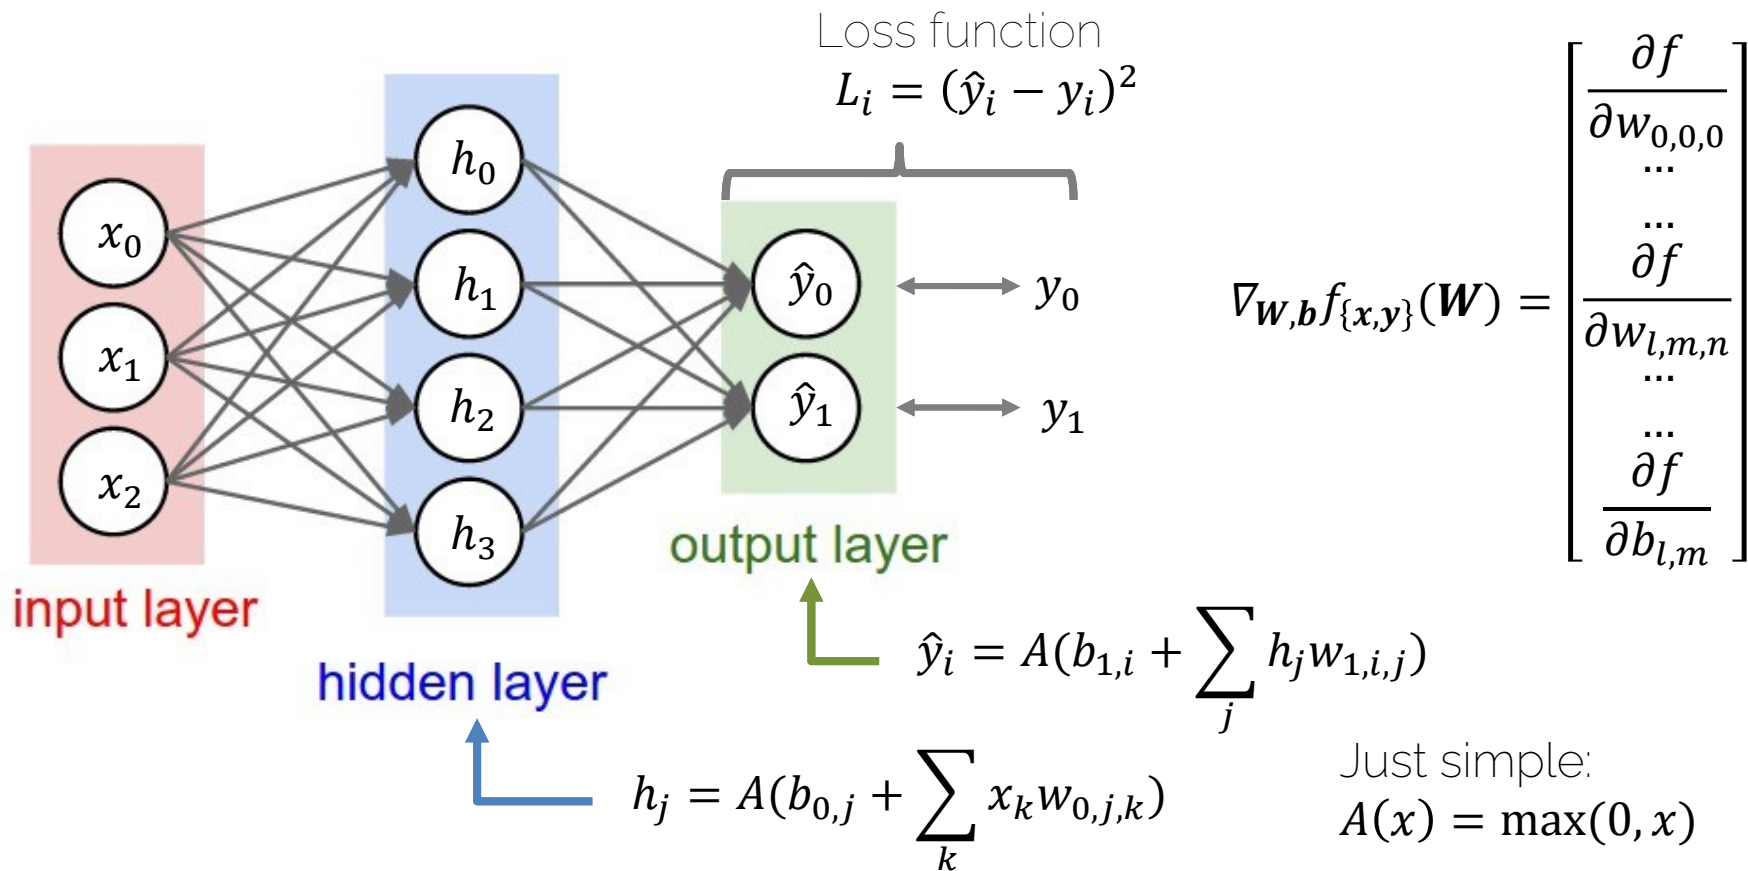 Loss function
L_i = (ŷ_i − y_i)^2
x_0
x_1
x_2
input layer
h_0
h_1
h_2
h_3
hidden layer
ŷ_0
ŷ_1
output layer
y_0
y_1
∇_{W,b} f_{{x,y}}(W) = [ ∂f/∂w_{0,0,0}
...
...
∂f/∂w_{l,m,n}
...
...
∂f/∂b_{l,m} ]
ŷ_i = A(b_{1,i} + ∑_j h_j w_{1,i,j})
h_j = A(b_{0,j} + ∑_k x_k w_{0,j,k})
Just simple:
A(x) = max(0, x)